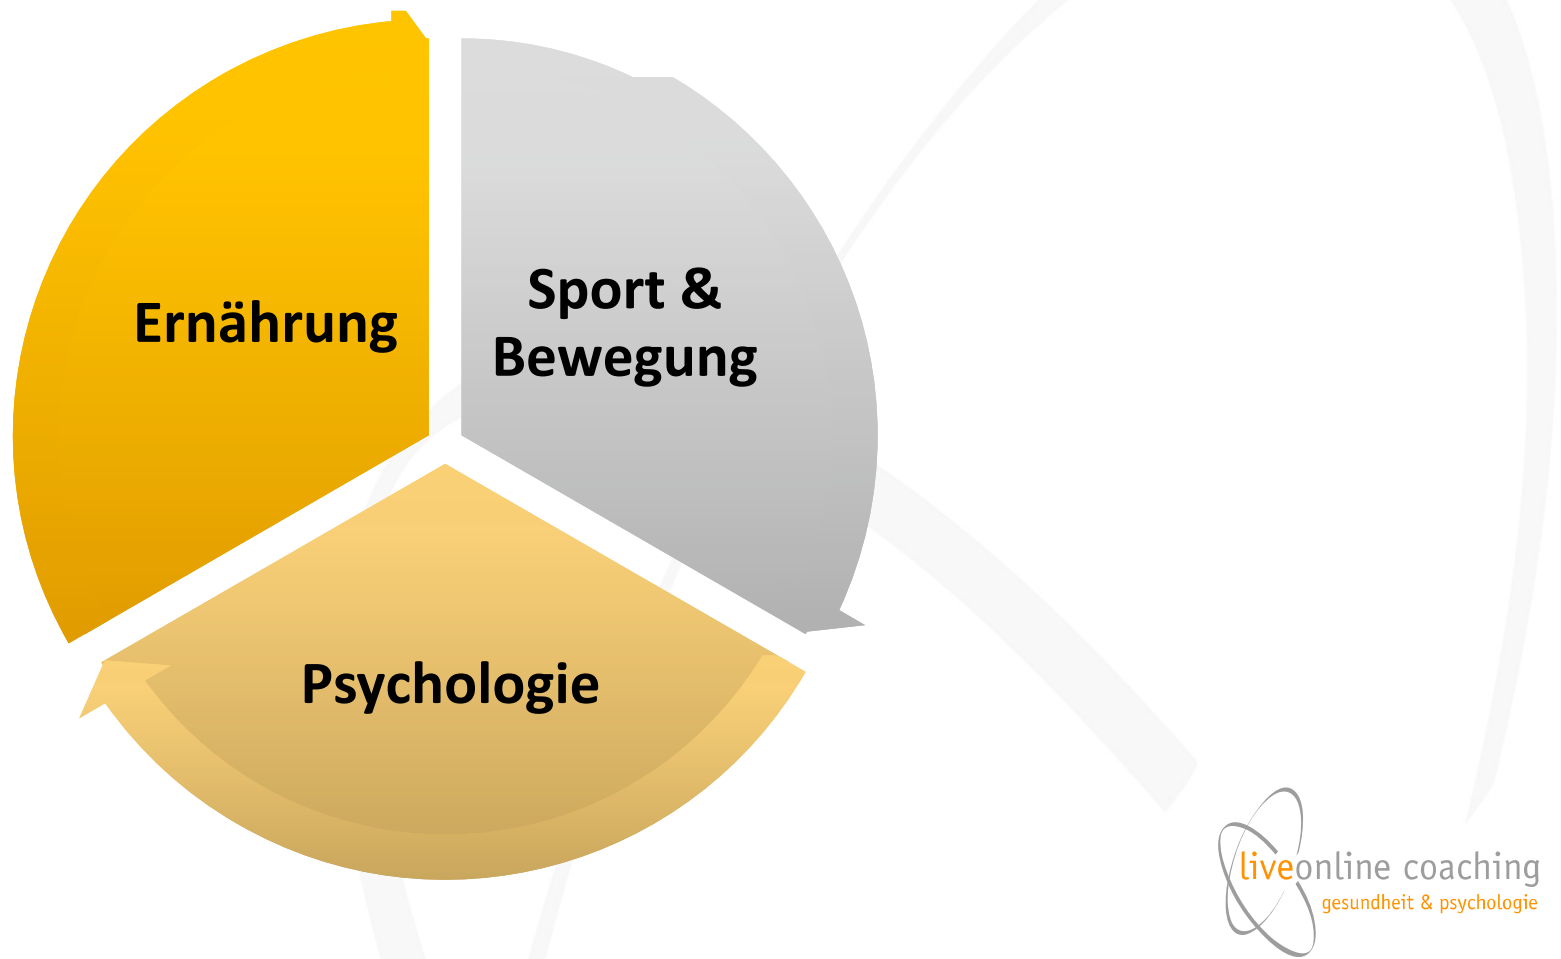 Ernährung
Sport &
Bewegung
Psychologie
liveonline coaching
gesundheit & psychologie